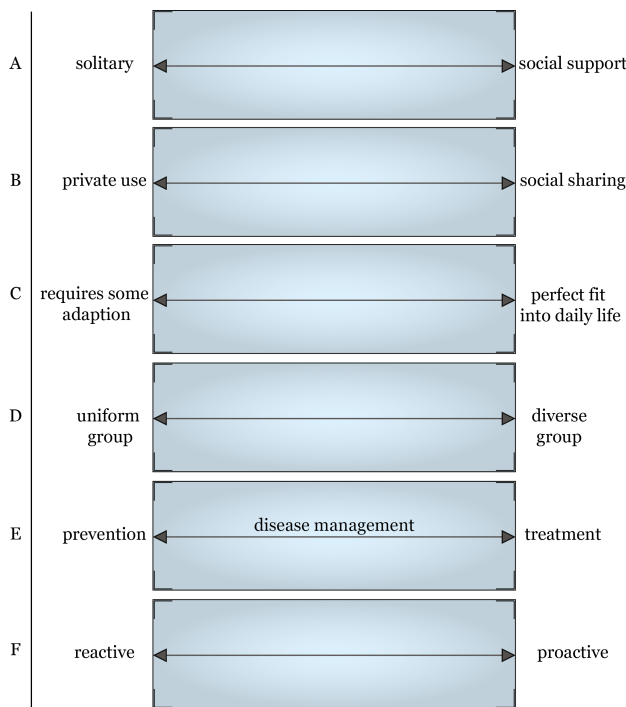 A
solitary
social support
B
private use
social sharing
C
requires some
adaption
perfect fit
into daily life
D
uniform
group
diverse
group
E
prevention
disease management
treatment
F
reactive
proactive